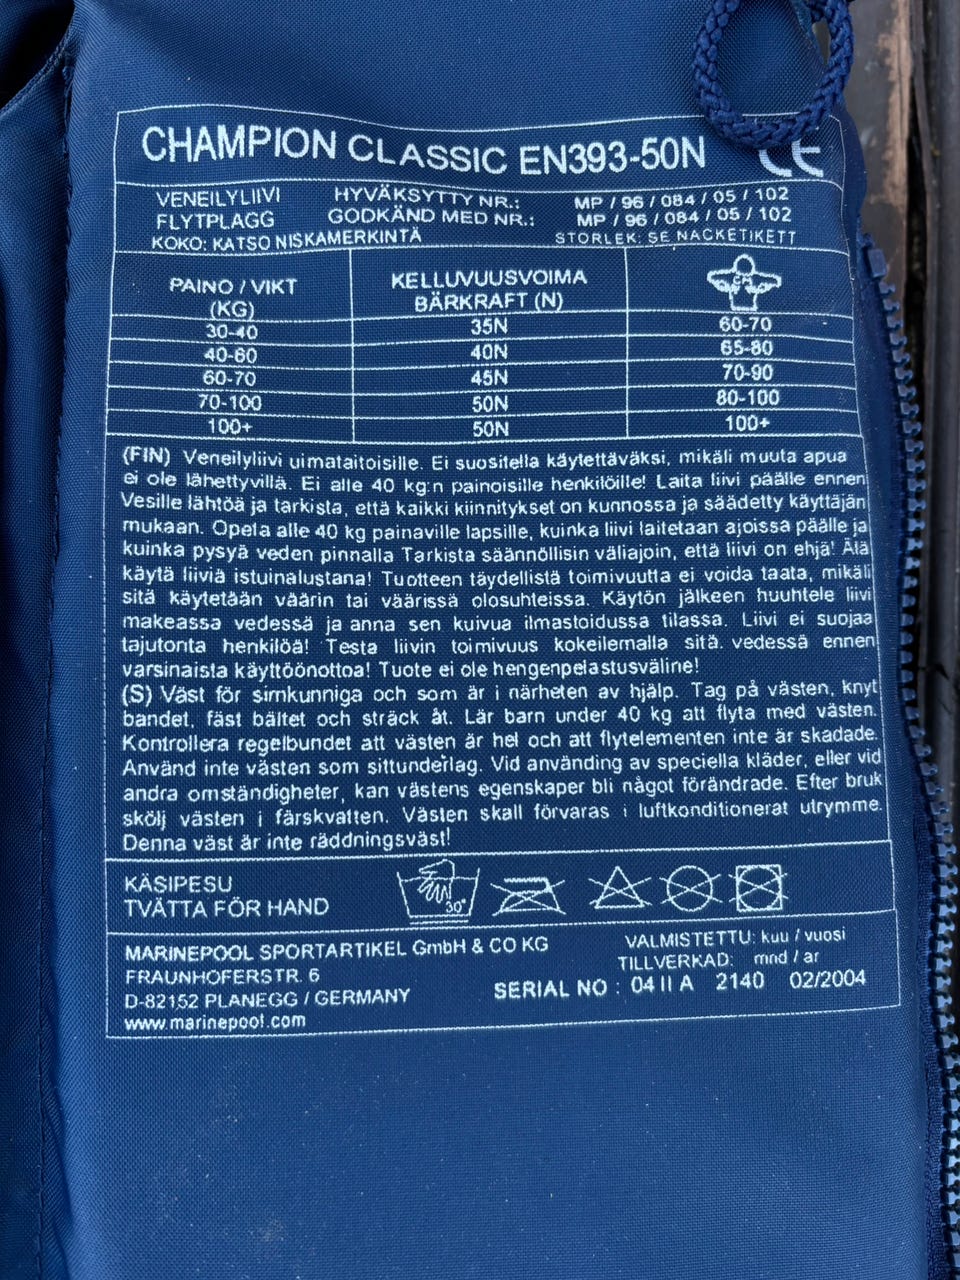 CHAMPION CLASSIC EN393-50N CE
VENEILYLIIVI HYVÄKSYTTY NR.: MP / 96 / 084 / 05 / 102
FLYTPLAGG GODKÄND MED NR.: MP / 96 / 084 / 05 / 102
KOKO: KATSO NISKAMERKINTÄ STORLEK: SE NACKETIKETT
PAINO / VIKT (KG) KELLUVUUSVOIMA BÄRKRAFT (N)
30-40 35N 60-70
40-60 40N 65-80
60-70 45N 70-90
70-100 50N 80-100
100+ 50N 100+
(FIN) Veneilyliivi uimataitoisille. Ei suositella käytettäväksi, mikäli muuta apua
ei ole lähettyvillä. Ei alle 40 kg:n painoisille henkilöille! Laita liivi päälle ennen
Vesille lähtöä ja tarkista, että kaikki kiinnitykset on kunnossa ja säädetty käyttäjän
mukaan. Opeta alle 40 kg painaville lapsille, kuinka liivi laitetaan ajoissa päälle ja
kuinka pysyä veden pinnalla Tarkista säännöllisin väliajoin, että liivi on ehjä! Älä
käytä liiviä istuinalustana! Tuotteen täydellistä toimivuutta ei voida taata, mikäli
sitä käytetään väärin tai väärissä olosuhteissa. Käytön jälkeen huuhtele liivi
makeassa vedessä ja anna sen kuivua ilmastoidussa tilassa. Liivi ei suojaa
tajutonta henkilöä! Testa liivin toimivuus kokeilemalla sitä vedessä ennen
varsinaista käyttöönottoa! Tuote ei ole hengenpelastusväline!
(S) Väst för simkunniga och som är i närheten av hjälp. Tag på västen, knyt
bandet, fäst bältet och sträck åt. Lär barn under 40 kg att flyta med västen.
Kontrollera regelbundet att västen är hel och att flytelementen inte är skadade.
Använd inte västen som sittunderlag. Vid använding av speciella kläder, eller vid
andra omständigheter, kan västens egenskaper bli något förändrade. Efter bruk
skölj västen i färskvatten. Västen skall förvaras i luftkonditionerat utrymme.
Denna väst är inte räddningsväst!
KÄSIPESU
TVÄTTA FÖR HAND 30°
MARINEPOOL SPORTARTIKEL GmbH & CO KG
FRAUNHOFERSTR. 6
D-82152 PLANEGG / GERMANY
www.marinepool.com
VALMISTETTU: kuu / vuosi
TILLVERKAD: mnd / ar
SERIAL NO : 04 II A 2140 02/2004